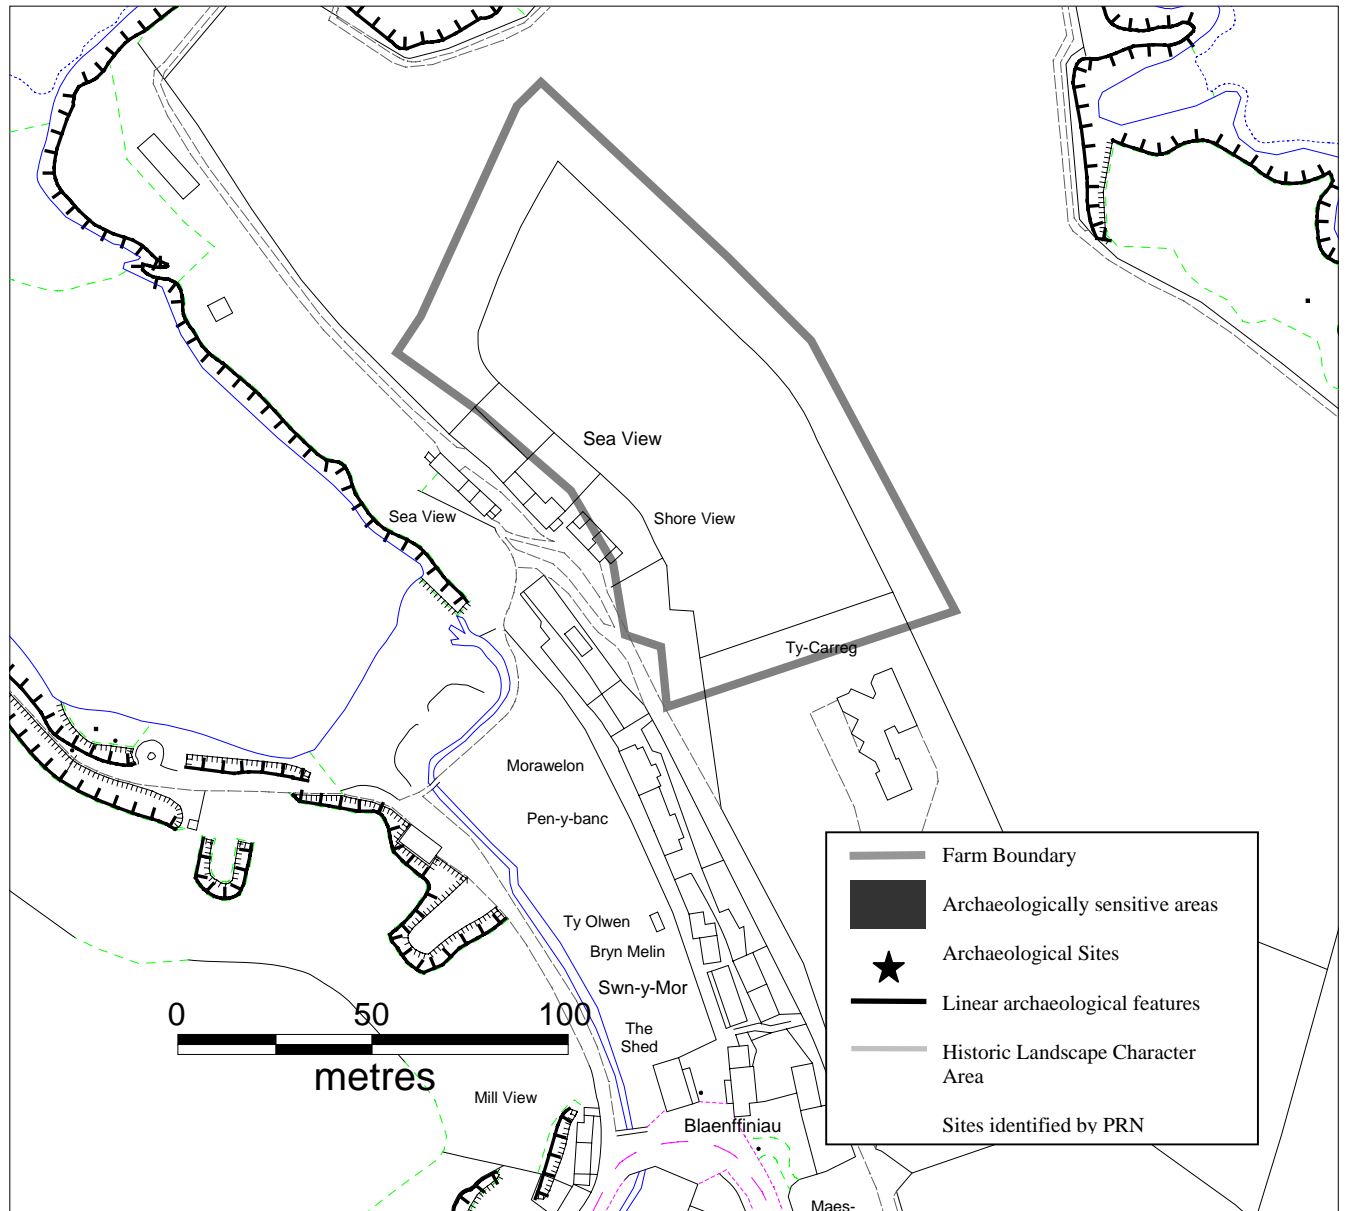 Sea View
Sea View
Shore View
Ty-Carreg
Morawelon
Pen-y-banc
Ty Olwen
Bryn Melin
Swn-y-Mor
The
Shed
0 50 100
metres
Mill View
Blaenffiniau
Maes-
Farm Boundary
Archaeologically sensitive areas
Archaeological Sites
Linear archaeological features
Historic Landscape Character
Area
Sites identified by PRN